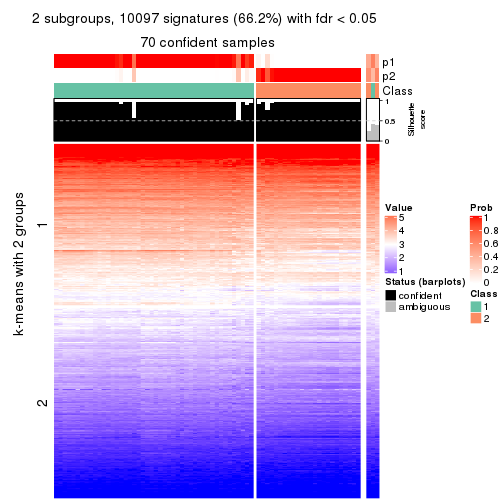 2 subgroups, 10097 signatures (66.2%) with fdr < 0.05
70 confident samples
p1
p2
Class
1
0.5
0
Silhouette
score
k-means with 2 groups
1
2
Value
5
4
3
2
1
Status (barplots)
confident
ambiguous
Prob
1
0.8
0.6
0.4
0.2
0
Class
1
2